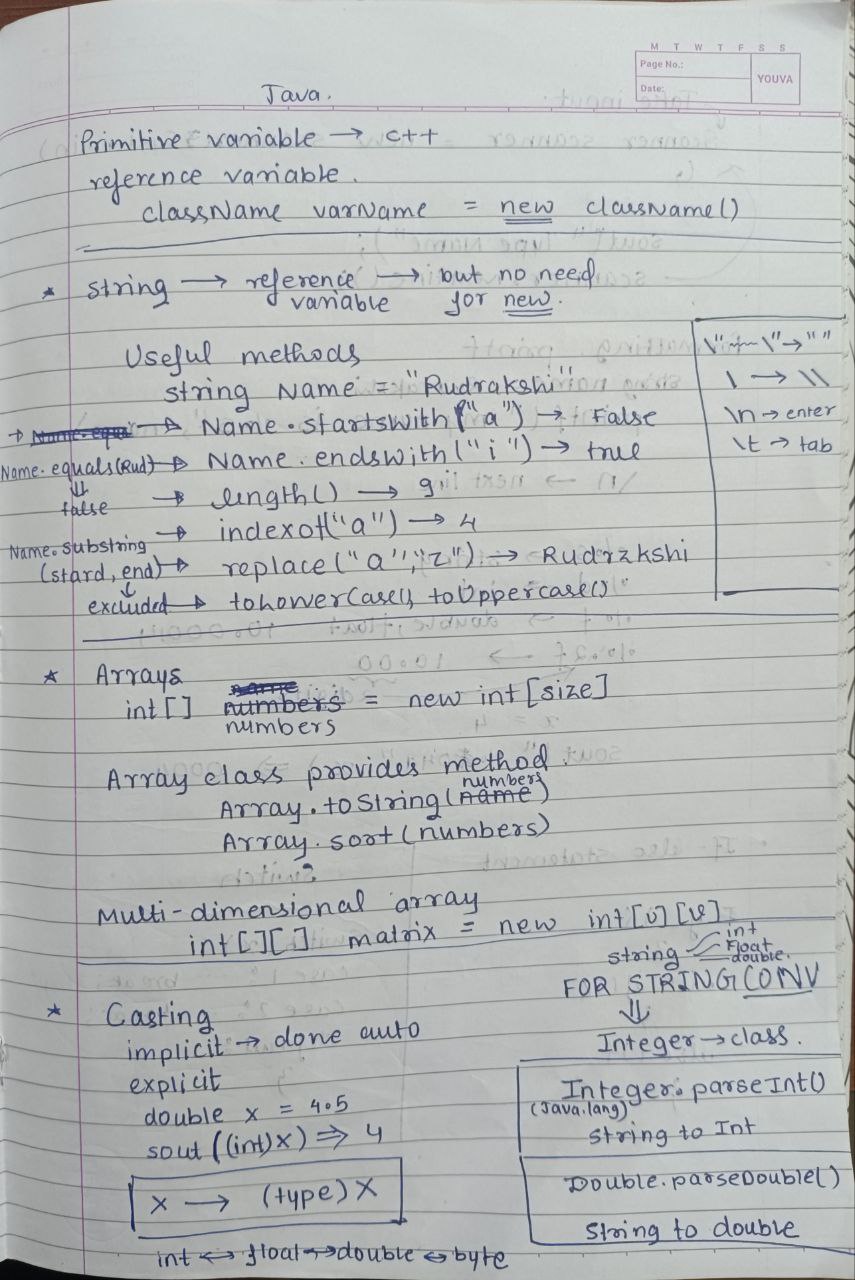 M T W T F S S
Page No.:
YOUVA
Date:
Java.
Primitive variable → c++
reference variable.
className varName = new className()
* string → reference variable → but no need for new.
Useful methods
string Name = "Rudrakshi"
→ Name.startswith("a") → False
Name.equals(Rud) → Name.endswith("i") → true
⇓
false
→ length() → 9
→ indexof("a") → 4
Name.substring
(stard, end) → replace("a","z") → Rudrzkshi
↓
excluded → toLowerCase(), toUppercase()
\"—\" → " "
\ → \\
\n → enter
\t → tab
* Arrays
int[] numbers = new int[size]
numbers
Array class provides method
numbers
Array.toString(name)
Array.sort(numbers)
Multi-dimensional array
int[][] matrix = new int[u][v]
* Casting
implicit → done auto
explicit
double x = 4.5
sout((int)x) ⇒ 4
x → (type) x
int ↔ float ↔ double ↔ byte
string int
Float
double.
FOR STRING CONV
⇓
Integer → class.
Integer.parseInt()
(Java.lang)
string to Int
Double.parseDouble()
String to double